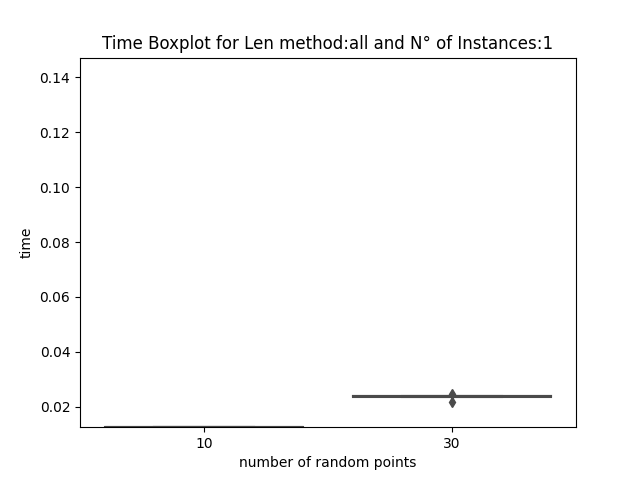 Time Boxplot for Len method:all and N° of Instances:1
0.14
0.12
0.10
0.08
0.06
0.04
0.02
time
10 30
number of random points